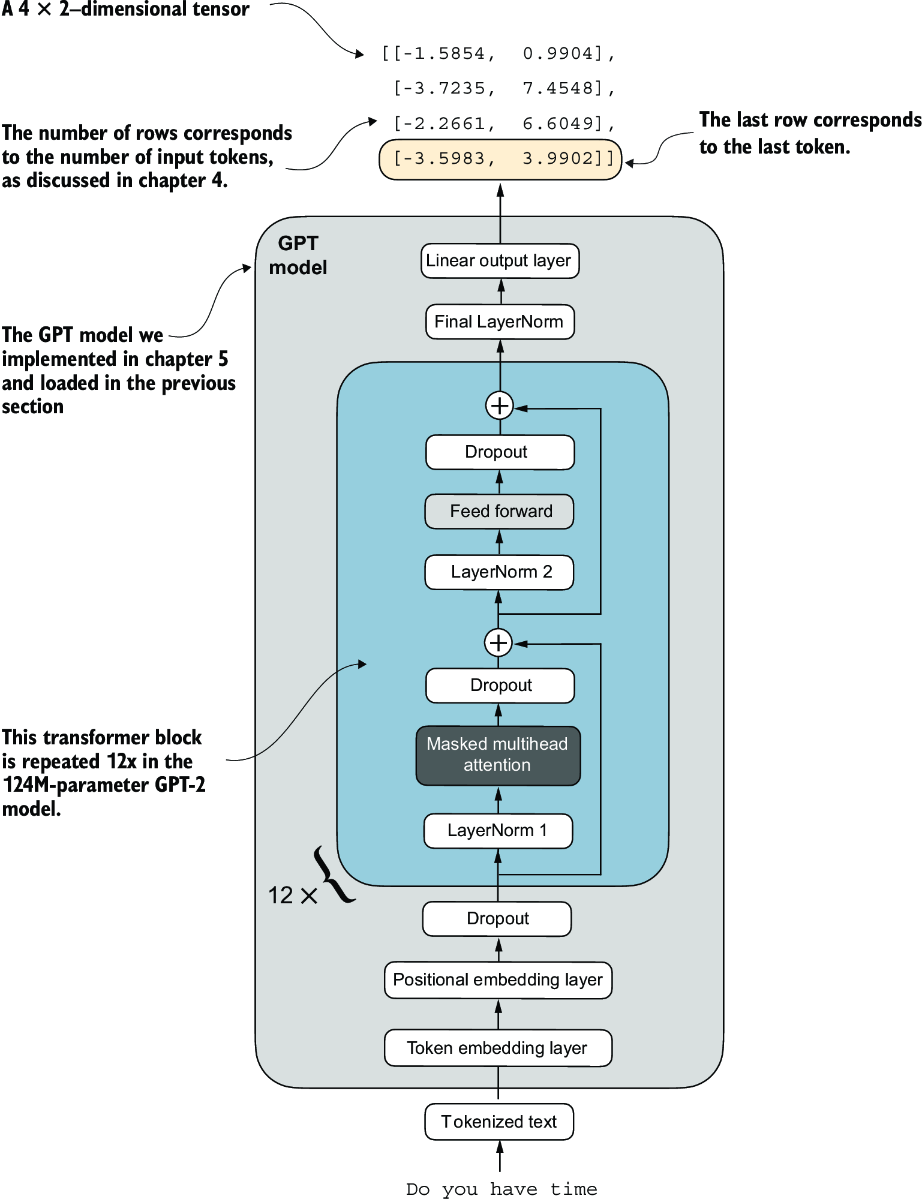 A 4 × 2–dimensional tensor
[[-1.5854,  0.9904],
[-3.7235,  7.4548],
[-2.2661,  6.6049],
[-3.5983,  3.9902]]
The number of rows corresponds
to the number of input tokens,
as discussed in chapter 4.
The last row corresponds
to the last token.
GPT
model
Linear output layer
Final LayerNorm
The GPT model we
implemented in chapter 5
and loaded in the previous
section
+
Dropout
Feed forward
LayerNorm 2
+
Dropout
Masked multihead
attention
LayerNorm 1
This transformer block
is repeated 12x in the
124M-parameter GPT-2
model.
12 ×
{
Dropout
Positional embedding layer
Token embedding layer
Tokenized text
Do you have time